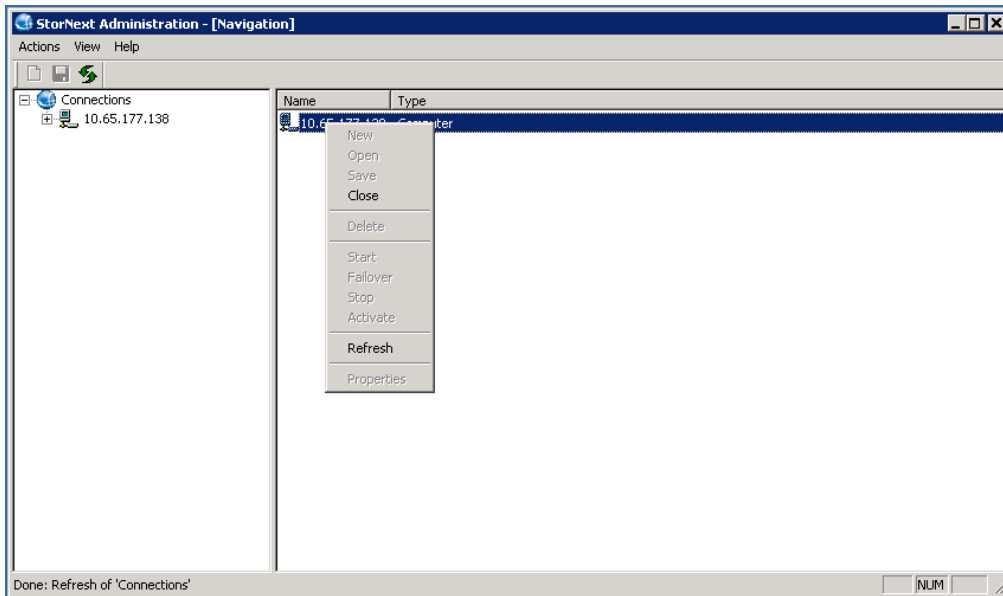 StorNext Administration - [Navigation]
Actions View Help
Connections
10.65.177.138
Name Type
Computer
New
Open
Save
Close
Delete
Start
Failover
Stop
Activate
Refresh
Properties
Done: Refresh of 'Connections'
NUM